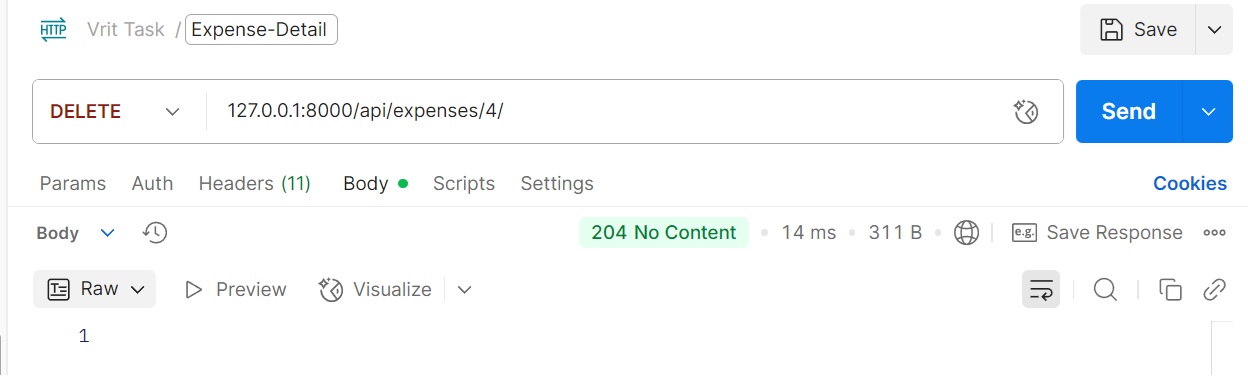 HTTP Vrit Task / Expense-Detail Save
DELETE 127.0.0.1:8000/api/expenses/4/ Send
Params Auth Headers (11) Body Scripts Settings Cookies
Body 204 No Content 14 ms 311 B e.g. Save Response
Raw Preview Visualize
1